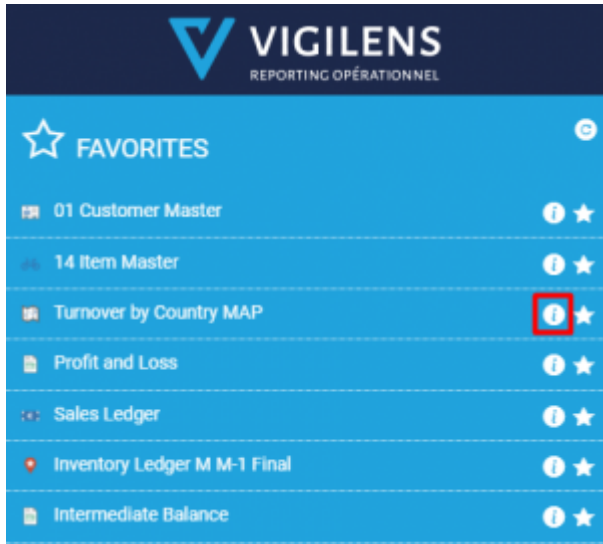 VIGILENS
REPORTING OPÉRATIONNEL
FAVORITES
01 Customer Master
14 Item Master
Turnover by Country MAP
Profit and Loss
Sales Ledger
Inventory Ledger M M-1 Final
Intermediate Balance